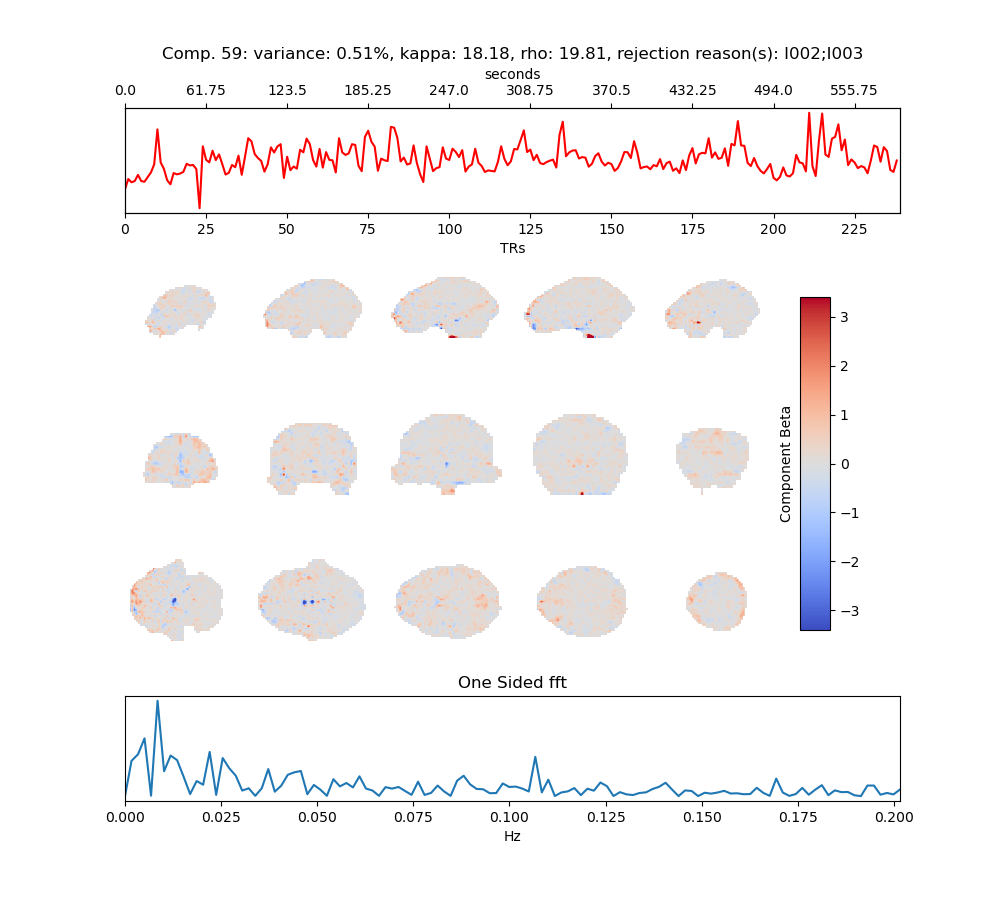 Comp. 59: variance: 0.51%, kappa: 18.18, rho: 19.81, rejection reason(s): I002;I003
seconds
0.0 61.75 123.5 185.25 247.0 308.75 370.5 432.25 494.0 555.75
0 25 50 75 100 125 150 175 200 225
TRs
3
2
1
0
−1
−2
−3
Component Beta
One Sided fft
0.000 0.025 0.050 0.075 0.100 0.125 0.150 0.175 0.200
Hz